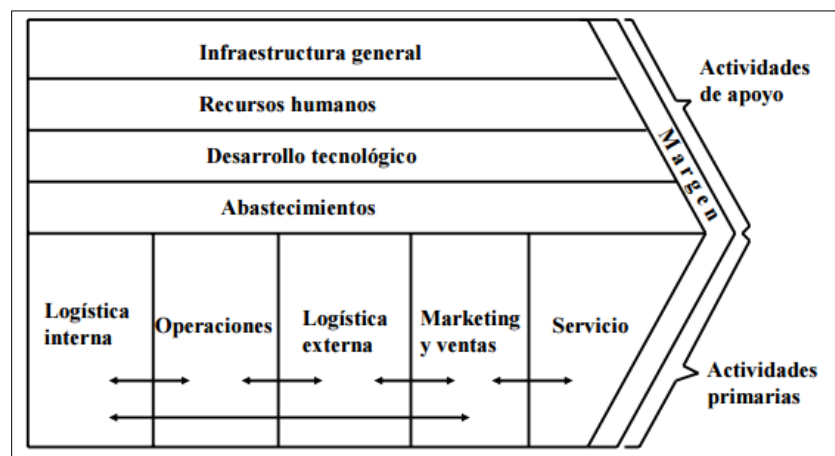 Infraestructura general
Recursos humanos
Desarrollo tecnológico
Abastecimientos
Margen
Actividades
de apoyo
Logística
interna
Operaciones
Logística
externa
Marketing
y ventas
Servicio
Actividades
primarias